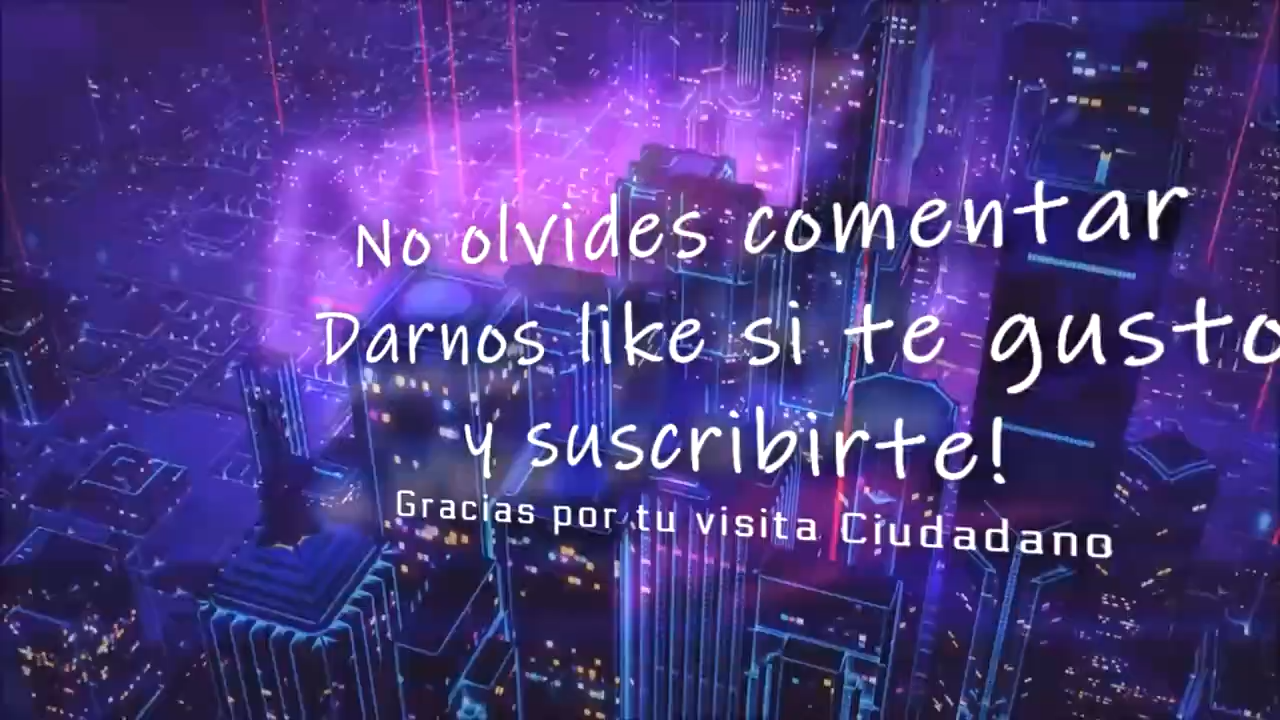 No olvides comentar
Darnos like si te gusto
y suscribirte!
Gracias por tu visita Ciudadano